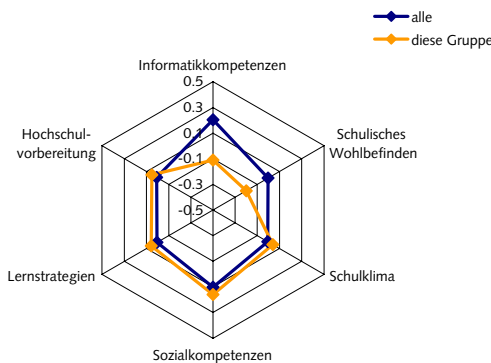 alle
diese Gruppe
Informatikkompetenzen
0.5
0.3
0.1
-0.1
-0.3
-0.5
Hochschul-
vorbereitung
Schulisches
Wohlbefinden
Lernstrategien
Schulklima
Sozialkompetenzen